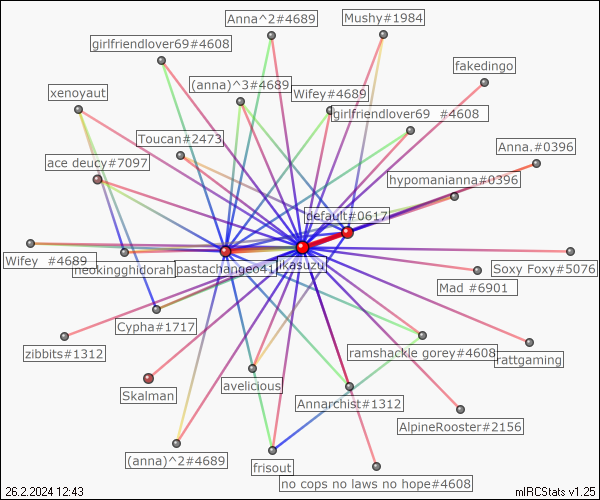 Anna^2#4689
Mushy#1984
girlfriendlover69#4608
fakedingo
(anna)^3#4689
Wifey#4689
xenoyaut
girlfriendlover69 #4608
Toucan#2473
Anna.#0396
ace deucy#7097
hypomanianna#0396
default#0617
Wifey #4689
neokingghidorah
pastachangeo41
ikasuzu
Soxy Foxy#5076
Mad #6901
Cypha#1717
zibbits#1312
ramshackle gorey#4608
rattgaming
avelicious
Skalman
Annarchist#1312
AlpineRooster#2156
(anna)^2#4689
frisout
no cops no laws no hope#4608
26.2.2024 12:43
mIRCStats v1.25